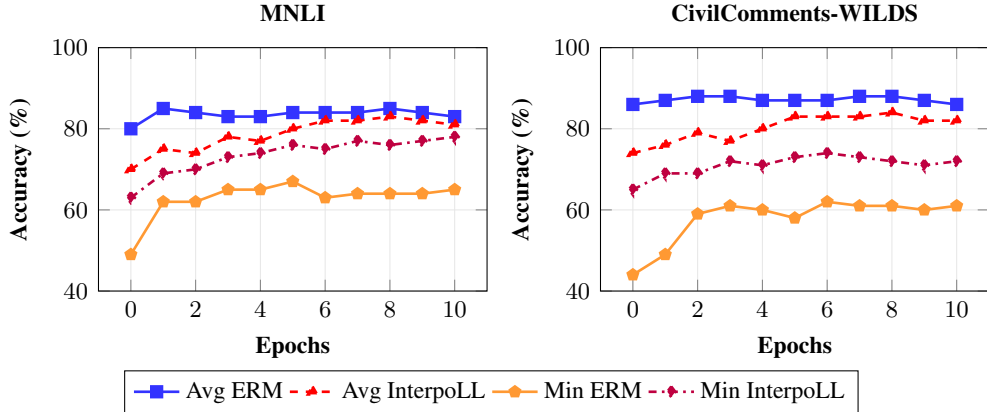 MNLI
CivilComments-WILDS
100
80
60
40
Accuracy (%)
0 2 4 6 8 10
Epochs
100
80
60
40
Accuracy (%)
0 2 4 6 8 10
Epochs
Avg ERM Avg InterpoLL Min ERM Min InterpoLL